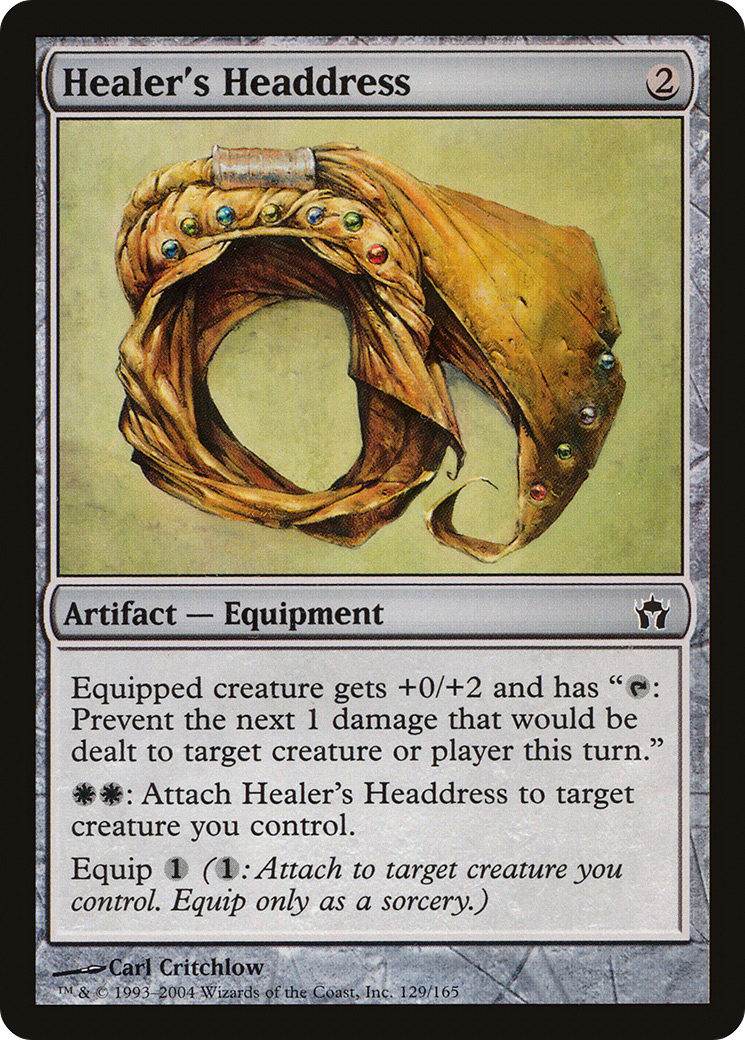 Healer's Headdress 2
Artifact — Equipment
Equipped creature gets +0/+2 and has “:
Prevent the next 1 damage that would be
dealt to target creature or player this turn.”
: Attach Healer's Headdress to target
creature you control.
Equip 1 (1: Attach to target creature you
control. Equip only as a sorcery.)
Carl Critchlow
™ & © 1993–2004 Wizards of the Coast, Inc. 129/165